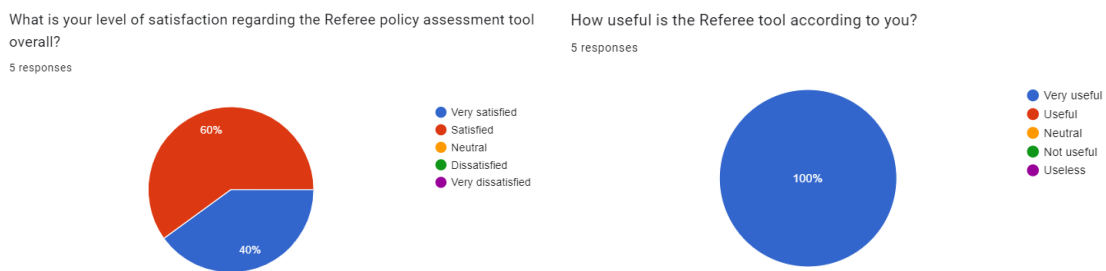 What is your level of satisfaction regarding the Referee policy assessment tool
overall?
5 responses
60%
40%
Very satisfied
Satisfied
Neutral
Dissatisfied
Very dissatisfied
How useful is the Referee tool according to you?
5 responses
100%
Very useful
Useful
Neutral
Not useful
Useless